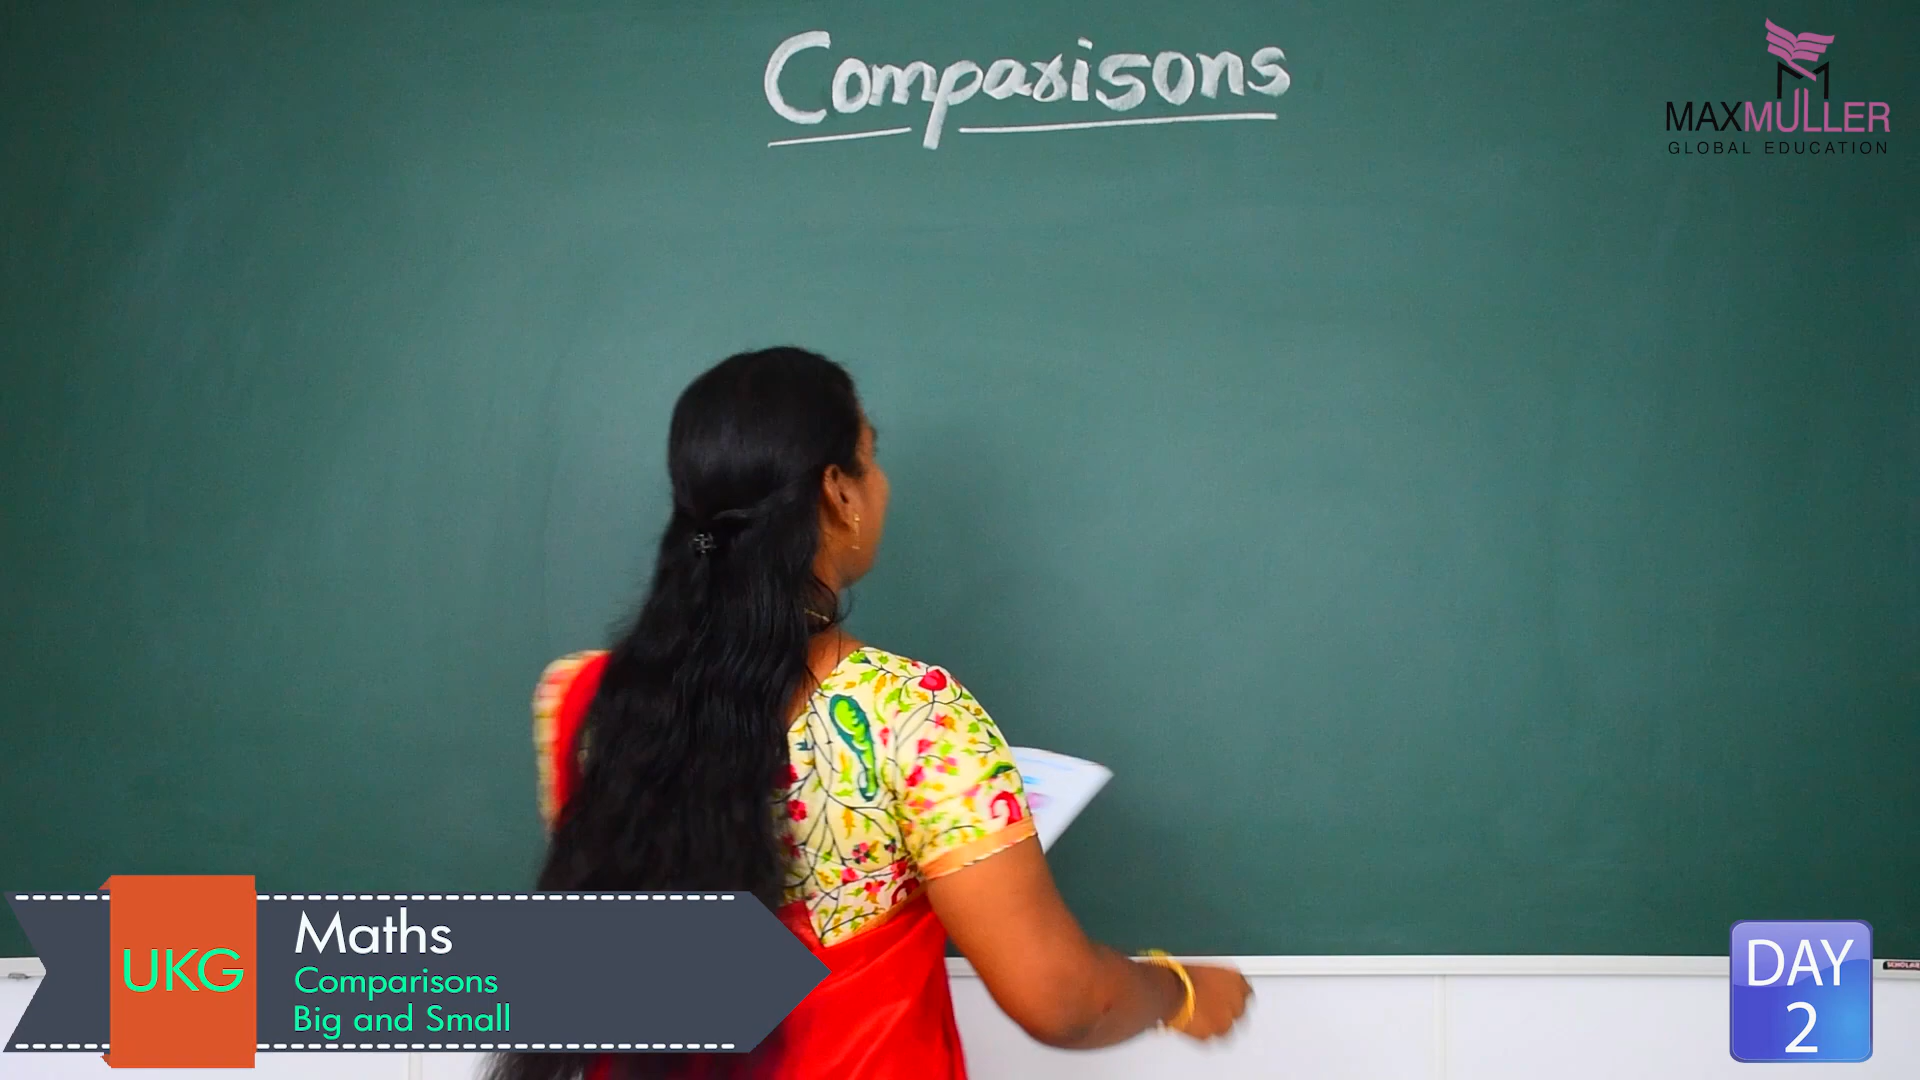 Comparisons
MAXMULLER
GLOBAL EDUCATION
UKG
Maths
Comparisons
Big and Small
DAY
2